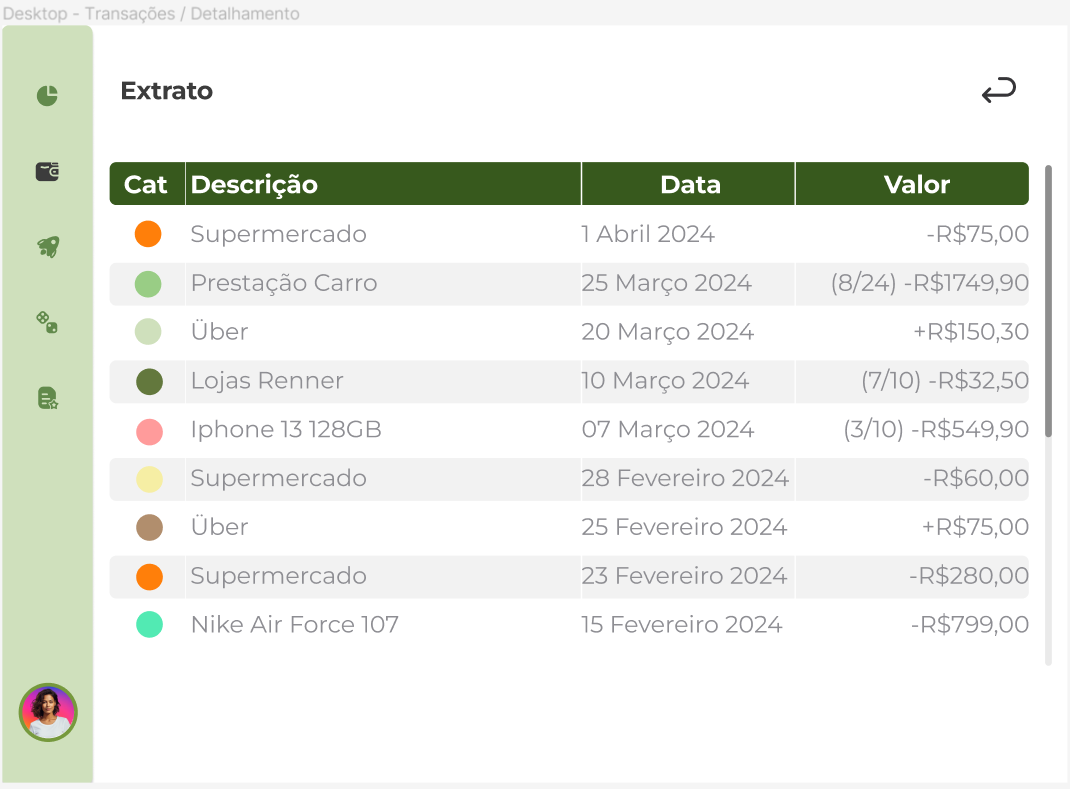 Desktop - Transações / Detalhamento
Extrato
Cat Descrição Data Valor
Supermercado 1 Abril 2024 -R$75,00
Prestação Carro 25 Março 2024 (8/24) -R$1749,90
Über 20 Março 2024 +R$150,30
Lojas Renner 10 Março 2024 (7/10) -R$32,50
Iphone 13 128GB 07 Março 2024 (3/10) -R$549,90
Supermercado 28 Fevereiro 2024 -R$60,00
Über 25 Fevereiro 2024 +R$75,00
Supermercado 23 Fevereiro 2024 -R$280,00
Nike Air Force 107 15 Fevereiro 2024 -R$799,00